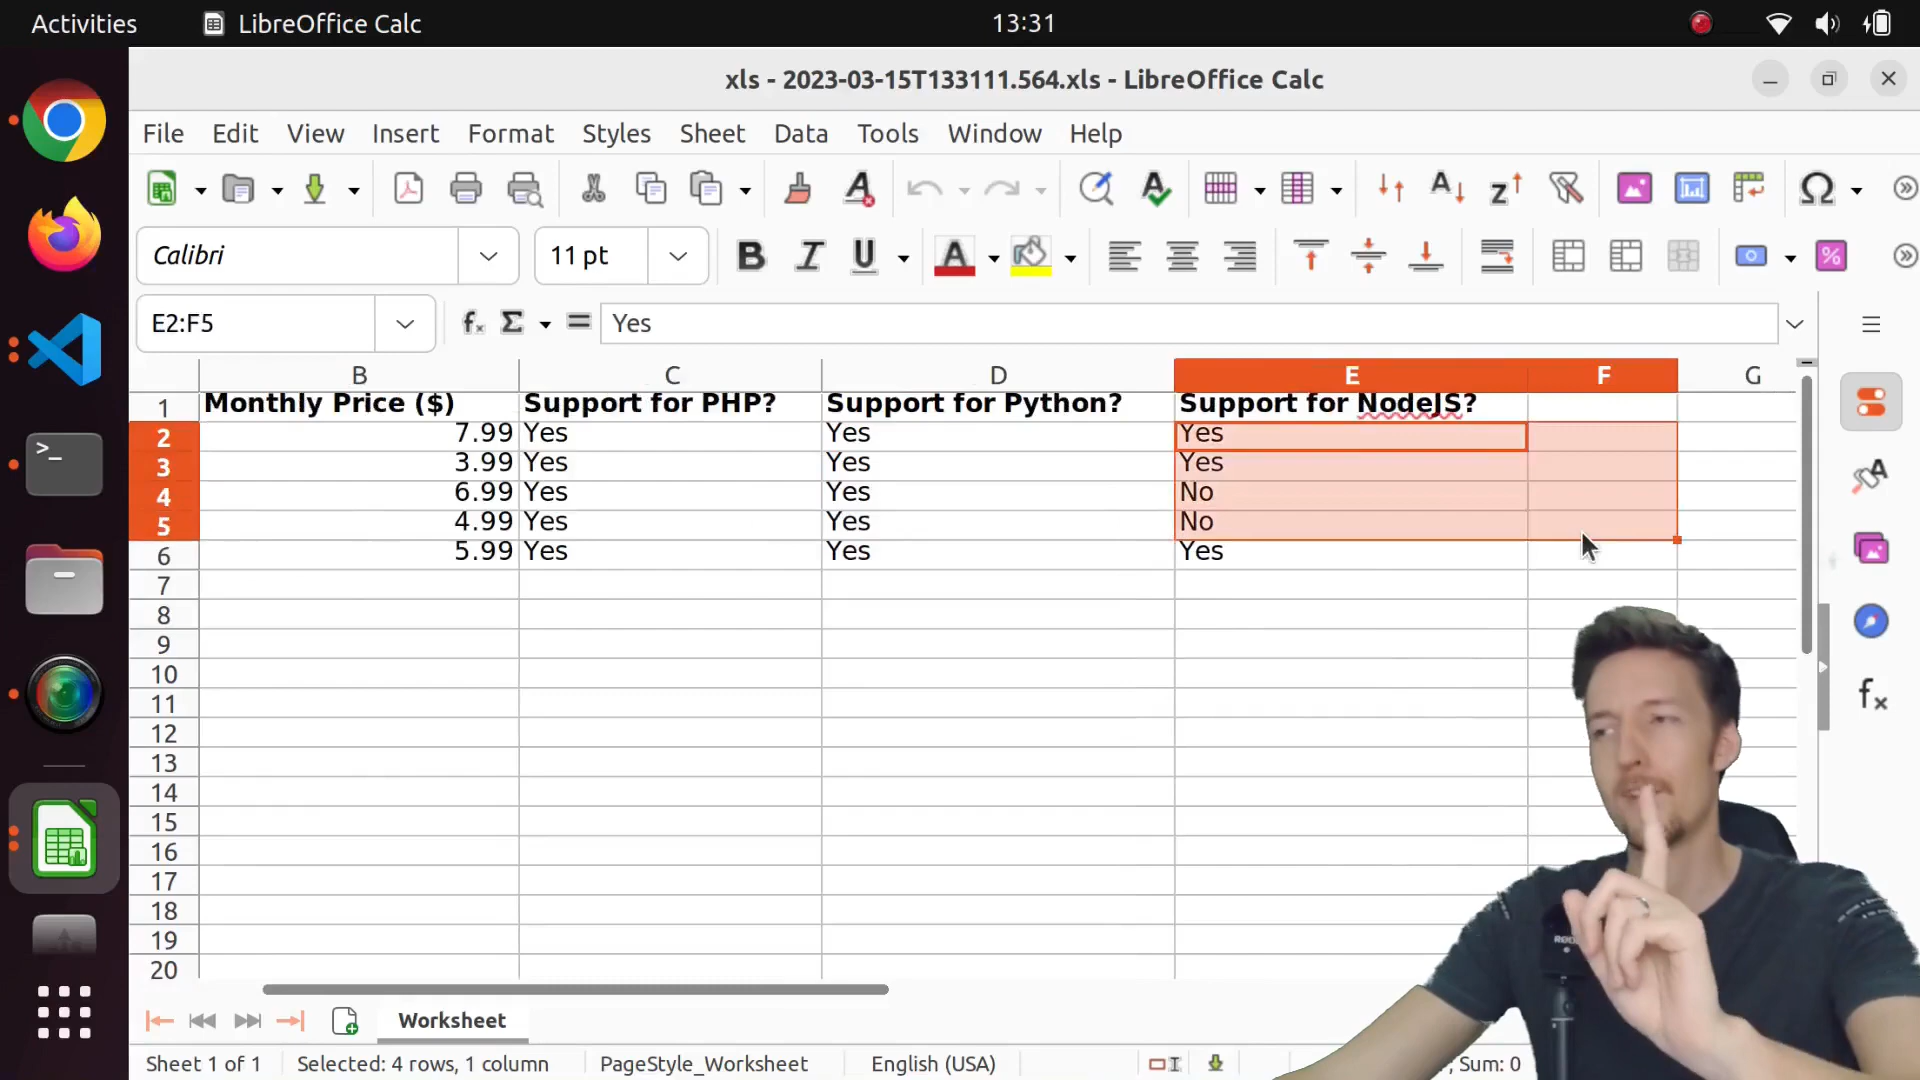 Activities LibreOffice Calc 13:31
xls - 2023-03-15T133111.564.xls - LibreOffice Calc
File Edit View Insert Format Styles Sheet Data Tools Window Help
Calibri 11 pt
E2:F5 Yes
B C D E F G
1 Monthly Price ($) Support for PHP? Support for Python? Support for NodeJS?
2 7.99 Yes Yes Yes
3 3.99 Yes Yes Yes
4 6.99 Yes Yes No
5 4.99 Yes Yes No
6 5.99 Yes Yes Yes
7
8
9
10
11
12
13
14
15
16
17
18
19
20
Worksheet
Sheet 1 of 1 Selected: 4 rows, 1 column PageStyle_Worksheet English (USA) ; Sum: 0